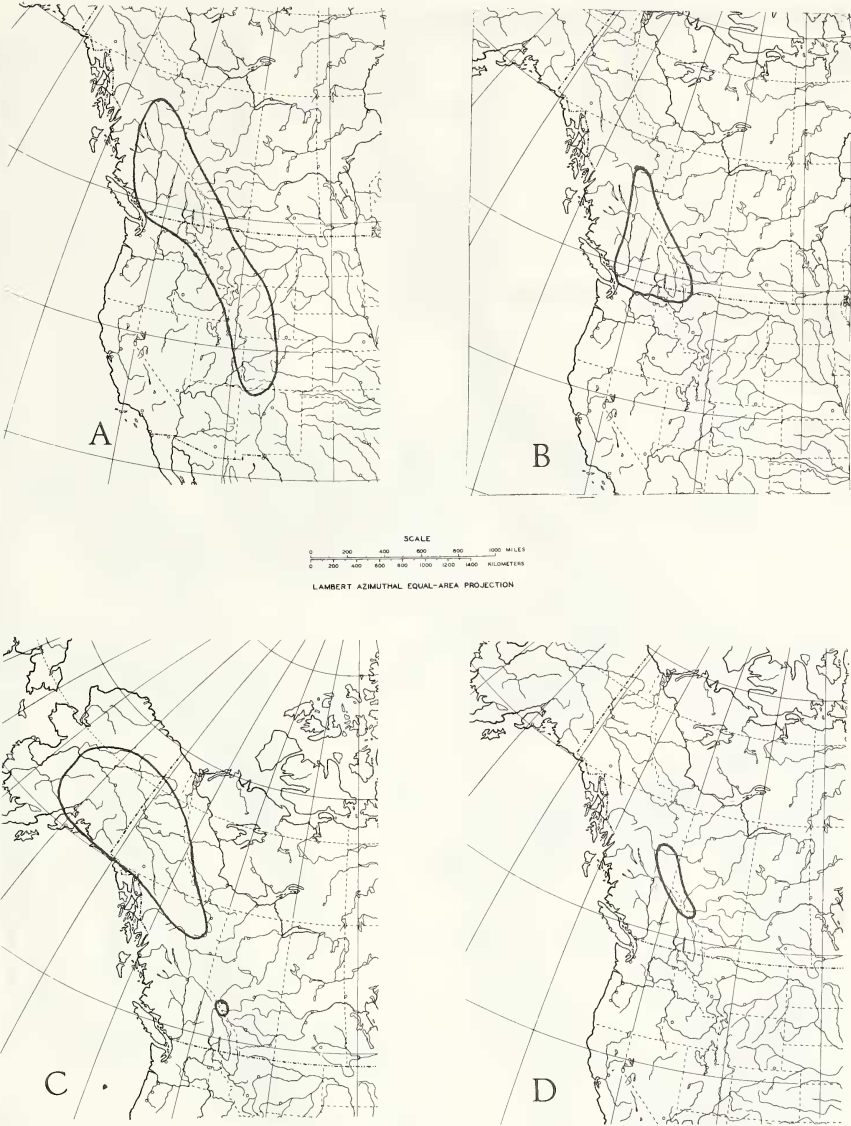 A
B
SCALE
0 200 400 600 800 1000 MILES
0 200 400 600 800 1000 1200 1400 KILOMETERS
LAMBERT AZIMUTHAL EQUAL-AREA PROJECTION
C
D